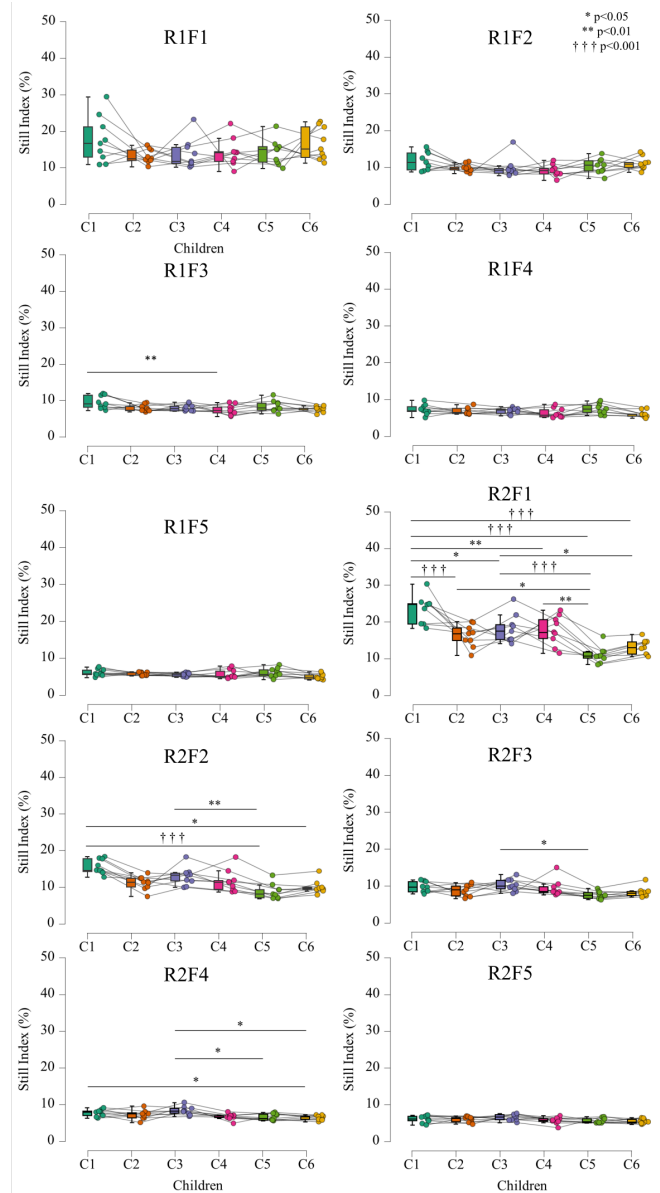 R1F1
50
40
30
20
10
0
Still Index (%)
C1 C2 C3 C4 C5 C6
Children
R1F2
* p<0.05
** p<0.01
† † † p<0.001
50
40
30
20
10
0
Still Index (%)
C1 C2 C3 C4 C5 C6
R1F3
50
40
30
20
10
0
Still Index (%)
**
C1 C2 C3 C4 C5 C6
R1F4
50
40
30
20
10
0
Still Index (%)
C1 C2 C3 C4 C5 C6
R1F5
50
40
30
20
10
0
Still Index (%)
C1 C2 C3 C4 C5 C6
R2F1
50
40
30
20
10
0
Still Index (%)
† † †
† † †
**
* *
† † † † † †
*
**
C1 C2 C3 C4 C5 C6
R2F2
50
40
30
20
10
0
Still Index (%)
**
*
† † †
C1 C2 C3 C4 C5 C6
R2F3
50
40
30
20
10
0
Still Index (%)
*
C1 C2 C3 C4 C5 C6
R2F4
50
40
30
20
10
0
Still Index (%)
*
*
*
C1 C2 C3 C4 C5 C6
Children
R2F5
50
40
30
20
10
0
Still Index (%)
C1 C2 C3 C4 C5 C6
Children